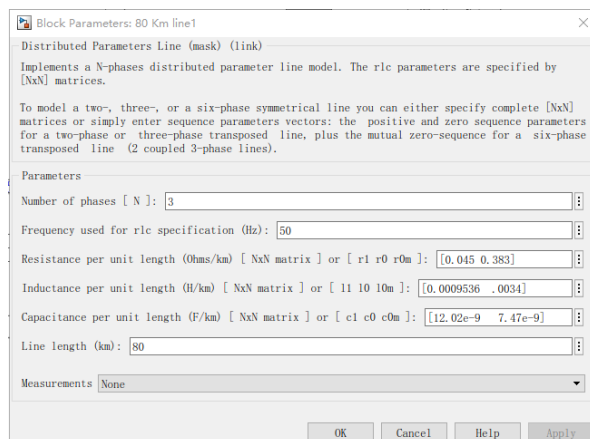 Block Parameters: 80 Km line1
Distributed Parameters Line (mask) (link)
Implements a N-phases distributed parameter line model. The rlc parameters are specified by
[NxN] matrices.
To model a two-, three-, or a six-phase symmetrical line you can either specify complete [NxN]
matrices or simply enter sequence parameters vectors: the positive and zero sequence parameters
for a two-phase or three-phase transposed line, plus the mutual zero-sequence for a six-phase
transposed line (2 coupled 3-phase lines).
Parameters
Number of phases [ N ]: 3
Frequency used for rlc specification (Hz): 50
Resistance per unit length (Ohms/km) [ NxN matrix ] or [ r1 r0 r0m ]: [0.045 0.383]
Inductance per unit length (H/km) [ NxN matrix ] or [ l1 l0 l0m ]: [0.0009536 .0034]
Capacitance per unit length (F/km) [ NxN matrix ] or [ c1 c0 c0m ]: [12.02e-9 7.47e-9]
Line length (km): 80
Measurements None
OK Cancel Help Apply